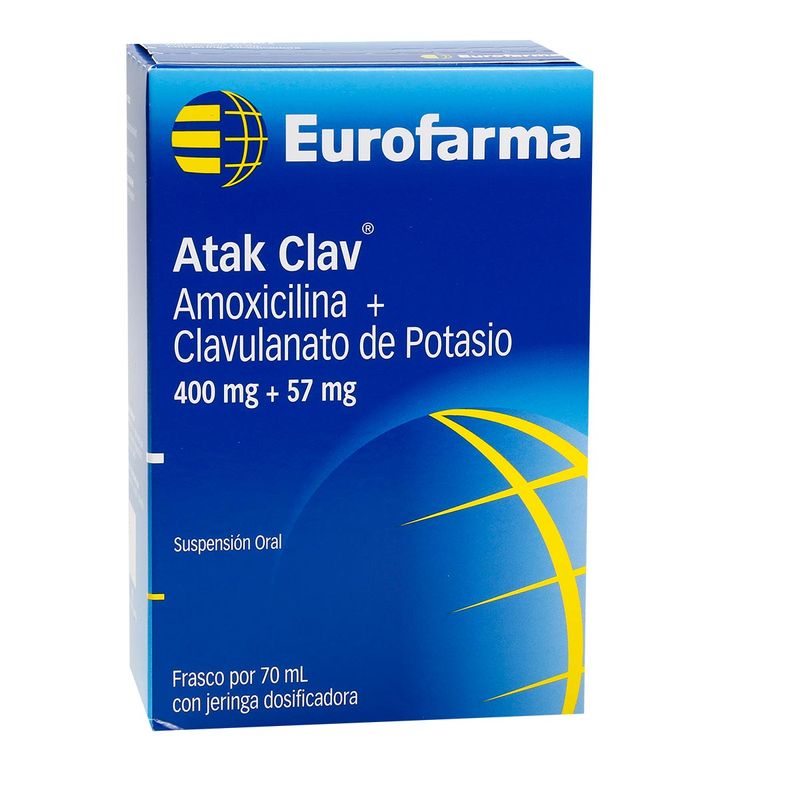 Eurofarma
Atak Clav®
Amoxicilina +
Clavulanato de Potasio
400 mg + 57 mg
Suspensión Oral
Frasco por 70 mL
con jeringa dosificadora